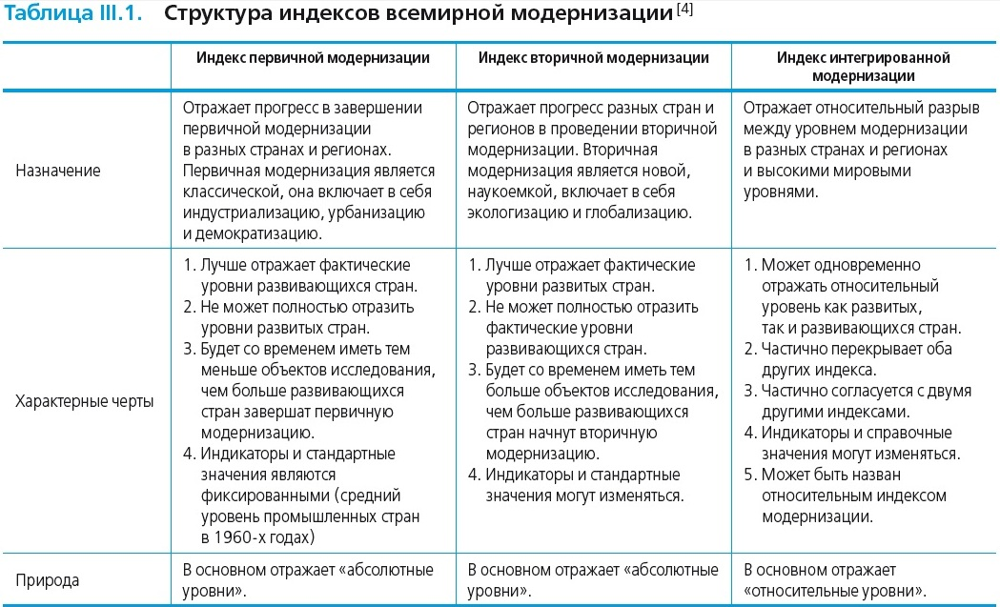 Таблица III.1. Структура индексов всемирной модернизации [4]
Индекс первичной модернизации
Индекс вторичной модернизации
Индекс интегрированной
модернизации
Назначение
Отражает прогресс в завершении
первичной модернизации
в разных странах и регионах.
Первичная модернизация является
классической, она включает в себя
индустриализацию, урбанизацию
и демократизацию.
Отражает прогресс разных стран и
регионов в проведении вторичной
модернизации. Вторичная
модернизация является новой,
наукоемкой, включает в себя
экологизацию и глобализацию.
Отражает относительный разрыв
между уровнем модернизации
в разных странах и регионах
и высокими мировыми
уровнями.
Характерные черты
1. Лучше отражает фактические
уровни развивающихся стран.
2. Не может полностью отразить
уровни развитых стран.
3. Будет со временем иметь тем
меньше объектов исследования,
чем больше развивающихся
стран завершат первичную
модернизацию.
4. Индикаторы и стандартные
значения являются
фиксированными (средний
уровень промышленных стран
в 1960-х годах)
1. Лучше отражает фактические
уровни развитых стран.
2. Не может полностью отразить
фактические уровни
развивающихся стран.
3. Будет со временем иметь тем
больше объектов исследования,
чем больше развивающихся
стран начнут вторичную
модернизацию.
4. Индикаторы и стандартные
значения могут изменяться.
1. Может одновременно
отражать относительный
уровень как развитых,
так и развивающихся стран.
2. Частично перекрывает оба
других индекса.
3. Частично согласуется с двумя
другими индексами.
4. Индикаторы и справочные
значения могут изменяться.
5. Может быть назван
относительным индексом
модернизации.
Природа
В основном отражает «абсолютные
уровни».
В основном отражает «абсолютные
уровни».
В основном отражает
«относительные уровни».